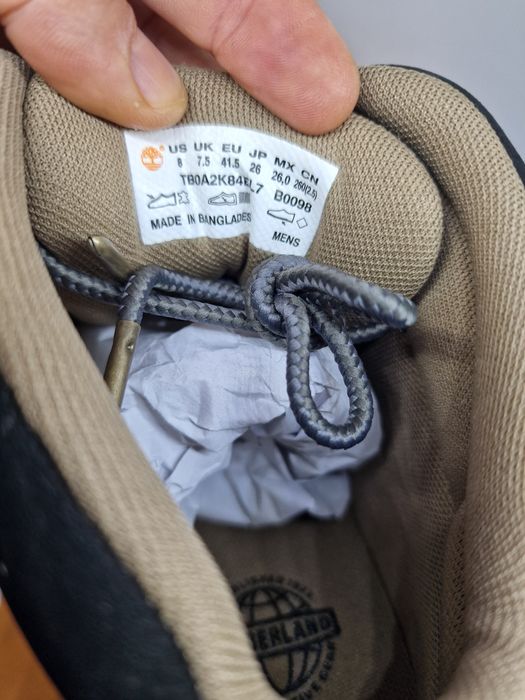 US UK EU JP MX CN
8 7.5 41.5 26 26,0 260(2.5)
B0098
MADE IN BANGLADES
MENS